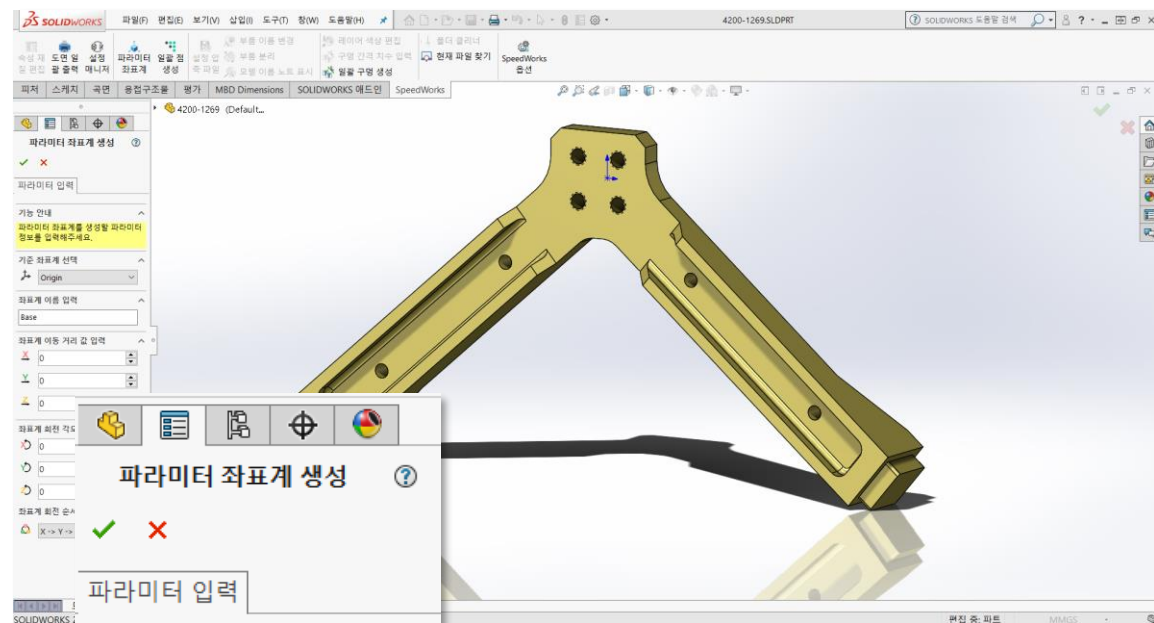 SOLIDWORKS 파일(F) 편집(E) 보기(V) 삽입(I) 도구(T) 창(W) 도움말(H) 4200-1269.SLDPRT SOLIDWORKS 도움말 검색
부품 이름 변경 레이어 색상 편집 폴더 클리너
속성 재 도면 일 설정 파라미터 일괄 점 설정 업 부품 분리 구멍 간격 치수 입력 현재 파일 찾기 SpeedWorks
질 편집 괄 출력 매니저 좌표계 생성 축 파일 모델 이름 노트 표시 일괄 구멍 생성 옵션
피처 스케치 곡면 용접구조물 평가 MBD Dimensions SOLIDWORKS 애드인 SpeedWorks
4200-1269 (Default...
파라미터 좌표계 생성
파라미터 입력
기능 안내
파라미터 좌표계를 생성할 파라미터
정보를 입력해주세요.
기준 좌표계 선택
Origin
좌표계 이름 입력
Base
좌표계 이동 거리 값 입력
X 0
Y 0
Z 0
좌표계 회전 각도
0
0
0
좌표계 회전 순서
X -> Y ->
파라미터 좌표계 생성
파라미터 입력
SOLIDWORKS 편집 중: 파트 MMGS